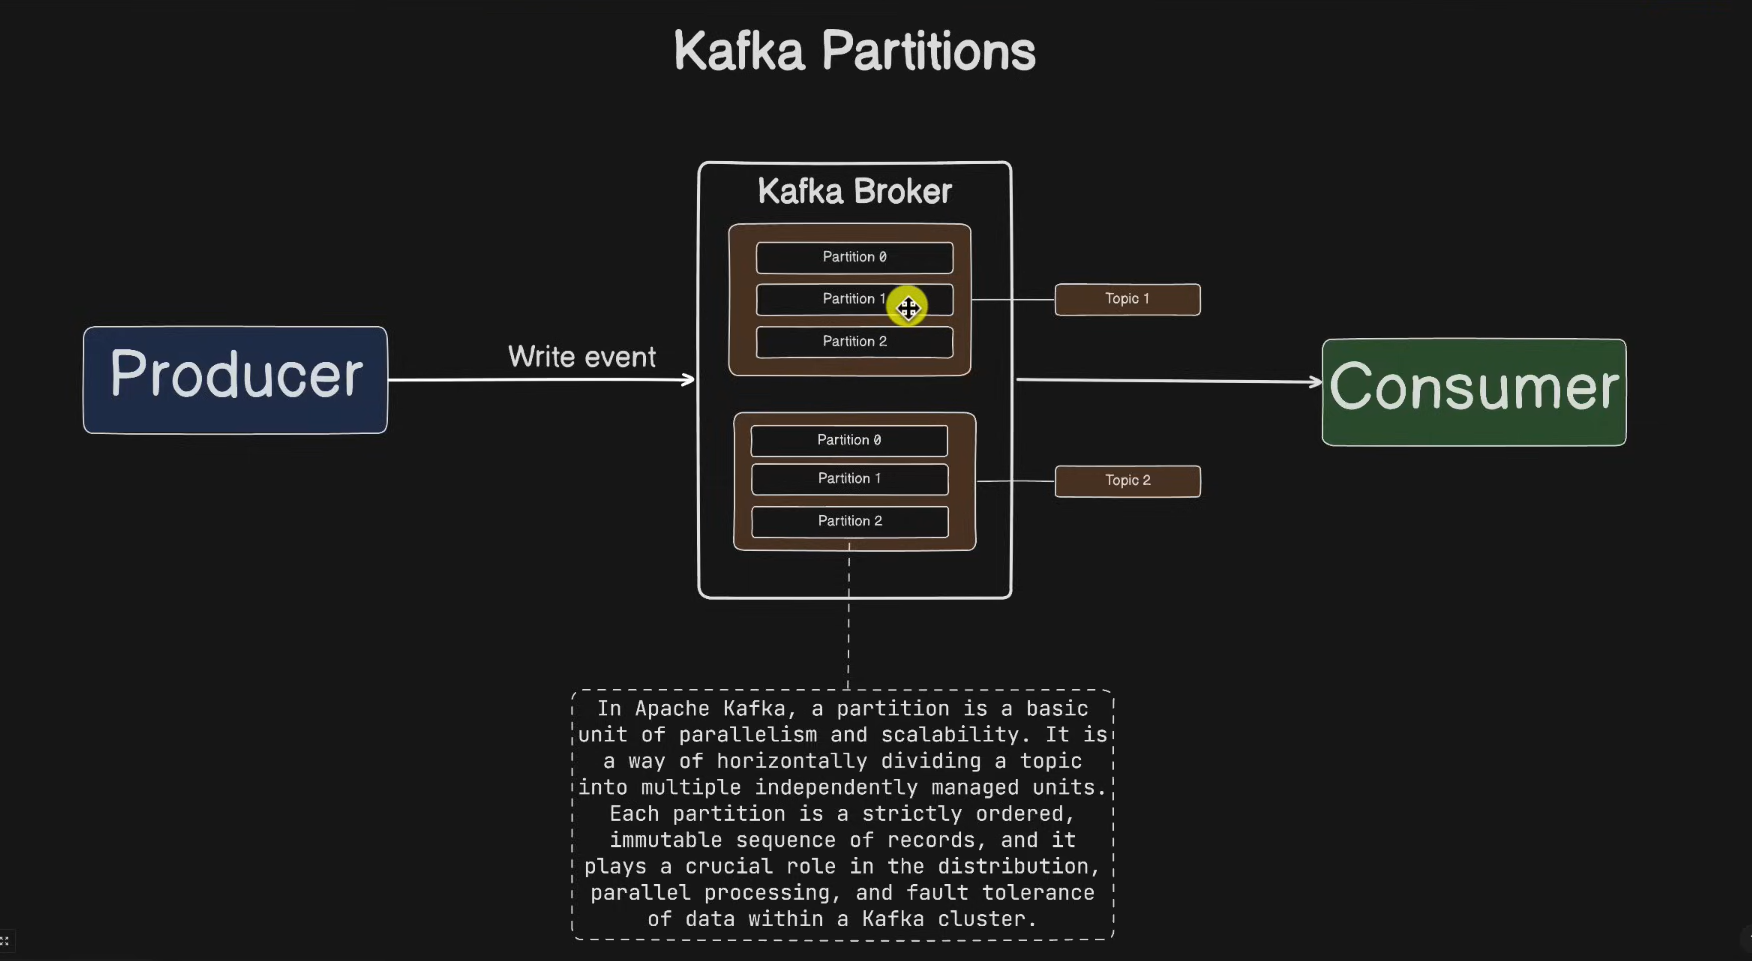 Kafka Partitions
Kafka Broker
Partition 0
Partition 1
Partition 2
Topic 1
Producer
Write event
Consumer
Partition 0
Partition 1
Partition 2
Topic 2
In Apache Kafka, a partition is a basic
unit of parallelism and scalability. It is
a way of horizontally dividing a topic
into multiple independently managed units.
Each partition is a strictly ordered,
immutable sequence of records, and it
plays a crucial role in the distribution,
parallel processing, and fault tolerance
of data within a Kafka cluster.